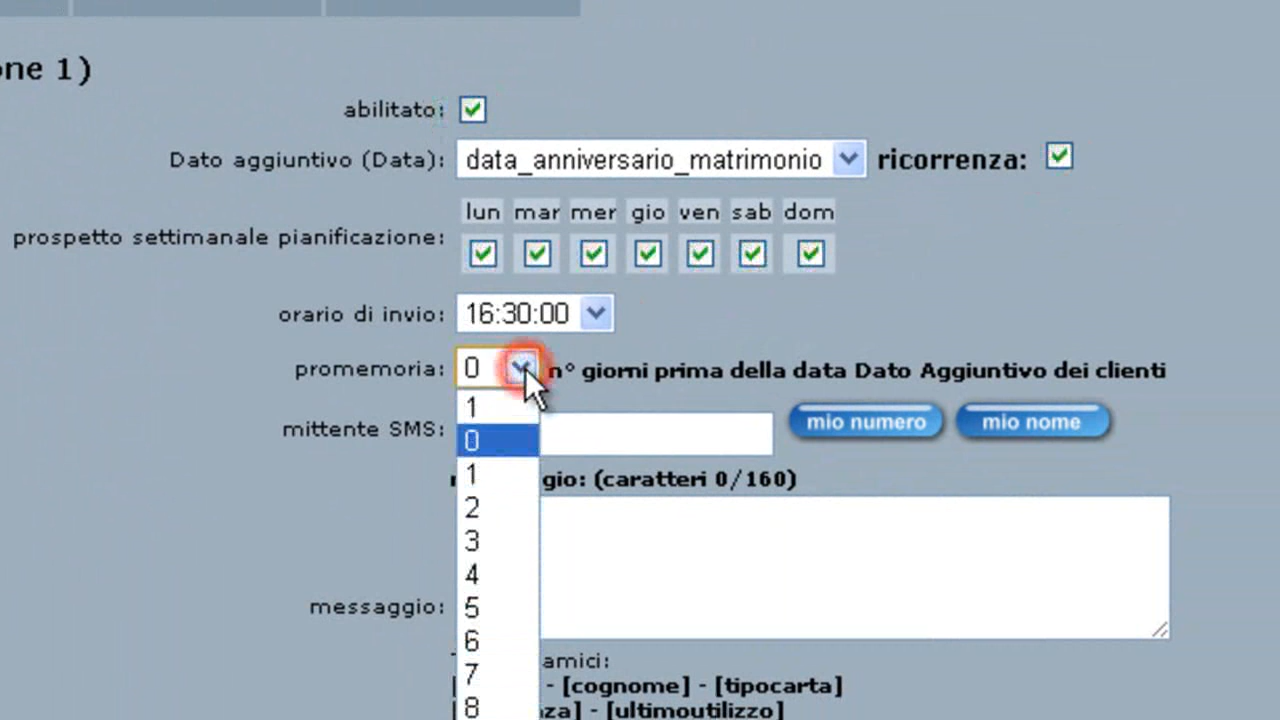 one 1)
abilitato:
Dato aggiuntivo (Data): data_anniversario_matrimonio ricorrenza:
lun mar mer gio ven sab dom
prospetto settimanale pianificazione:
orario di invio: 16:30:00
promemoria: 0 n° giorni prima della data Dato Aggiuntivo dei clienti
1
mittente SMS: mio numero mio nome
0
1
gio: (caratteri 0/160)
2
3
4
messaggio: 5
6
amici:
7
- [cognome] - [tipocarta]
8 za] - [ultimoutilizzo]